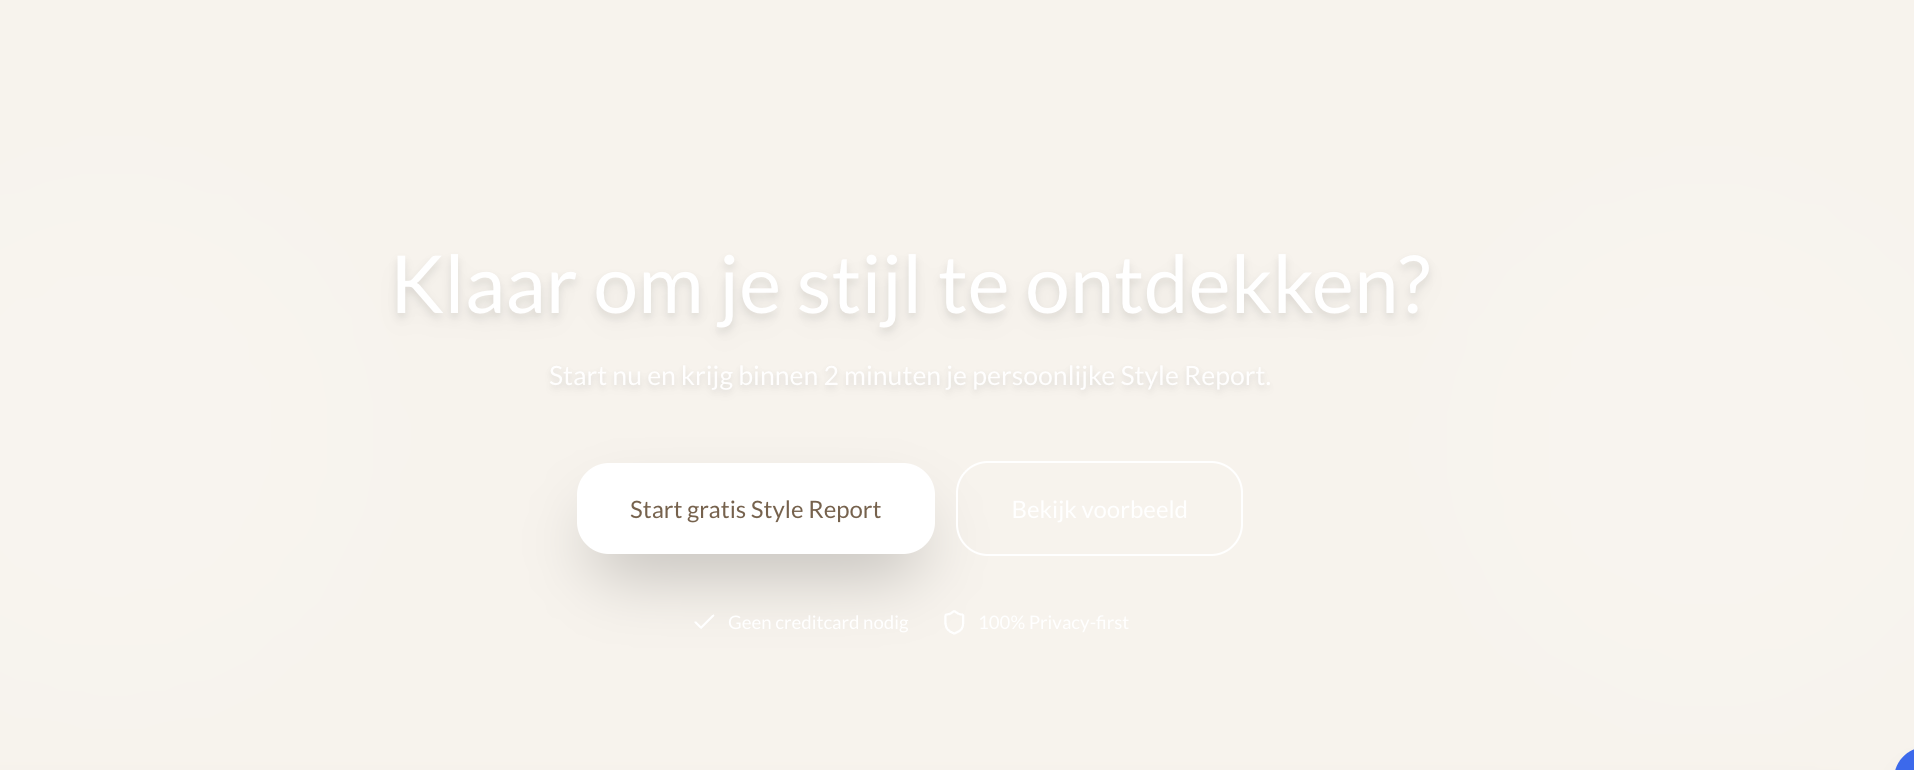 Klaar om je stijl te ontdekken?
Start nu en krijg binnen 2 minuten je persoonlijke Style Report.
Start gratis Style Report
Bekijk voorbeeld
Geen creditcard nodig
100% Privacy-first